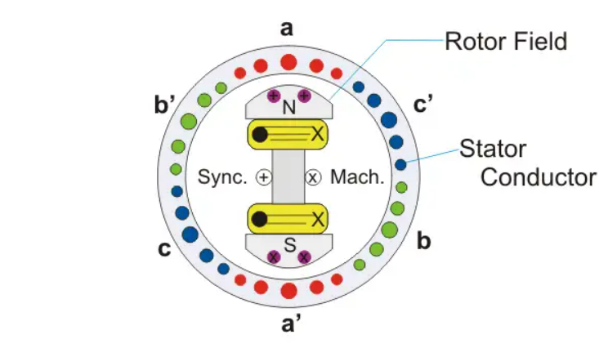 a
Rotor Field
b’
c’
N
X
Stator
Conductor
Sync. + x Mach.
X
S
c
b
a’